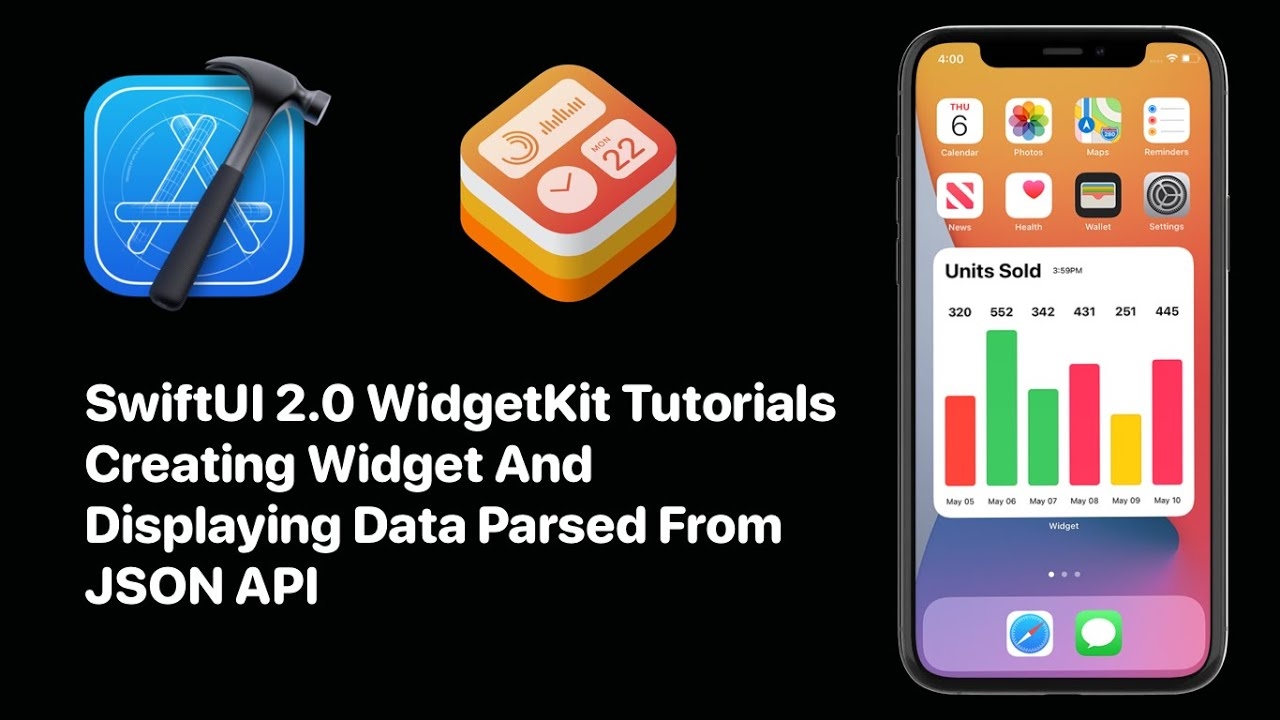 SwiftUI 2.0 WidgetKit Tutorials
Creating Widget And
Displaying Data Parsed From
JSON API
MON
22
4:00
THU
6
280
Calendar Photos Maps Reminders
News Health Wallet Settings
Units Sold 3:59PM
320 552 342 431 251 445
May 05 May 06 May 07 May 08 May 09 May 10
Widget